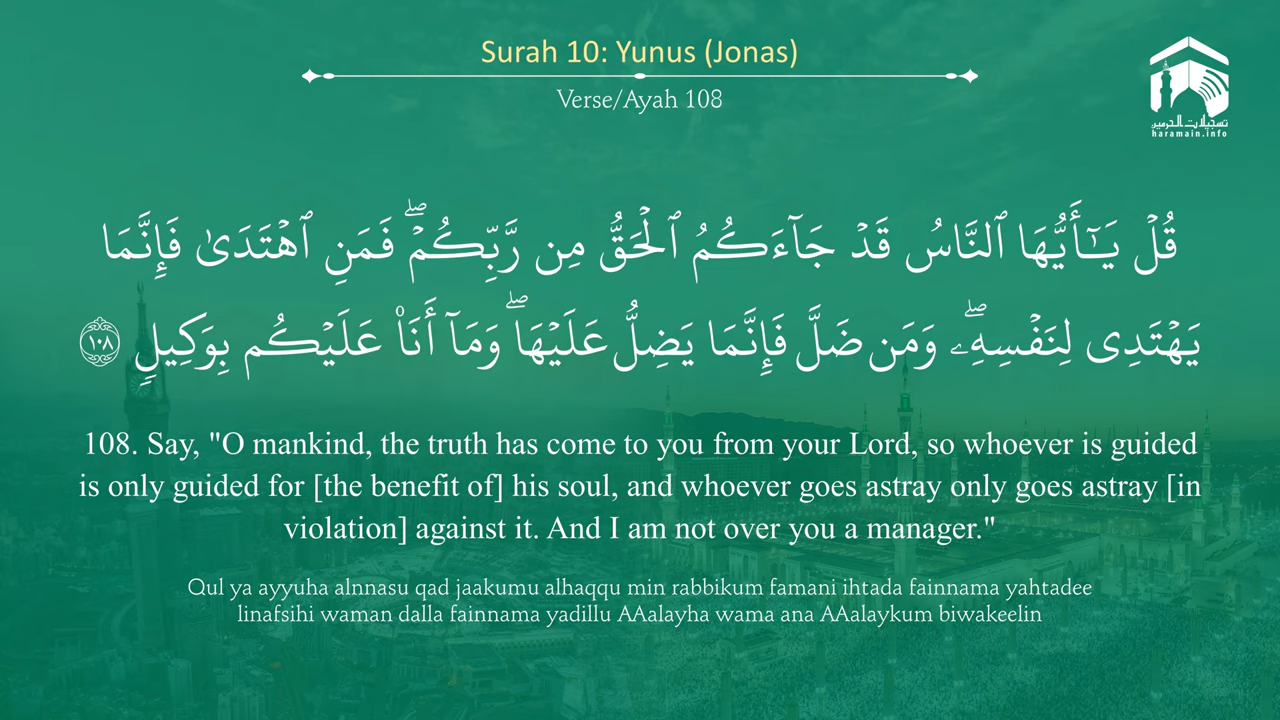 Surah 10: Yunus (Jonas)
Verse/Ayah 108
تسجيلات الحرمين
haramain.info
قُلۡ يَـٰٓأَيُّهَا ٱلنَّاسُ قَدۡ جَآءَكُمُ ٱلۡحَقُّ مِن رَّبِّكُمۡۖ فَمَنِ ٱهۡتَدَىٰ فَإِنَّمَا
يَهۡتَدِى لِنَفۡسِهِۦۖ وَمَن ضَلَّ فَإِنَّمَا يَضِلُّ عَلَيۡهَاۖ وَمَآ أَنَا۠ عَلَيۡكُم بِوَكِيلٍ ١٠٨
108. Say, "O mankind, the truth has come to you from your Lord, so whoever is guided
is only guided for [the benefit of] his soul, and whoever goes astray only goes astray [in
violation] against it. And I am not over you a manager."
Qul ya ayyuha alnnasu qad jaakumu alhaqqu min rabbikum famani ihtada fainnama yahtadee
linafsihi waman dalla fainnama yadillu AAalayha wama ana AAalaykum biwakeelin